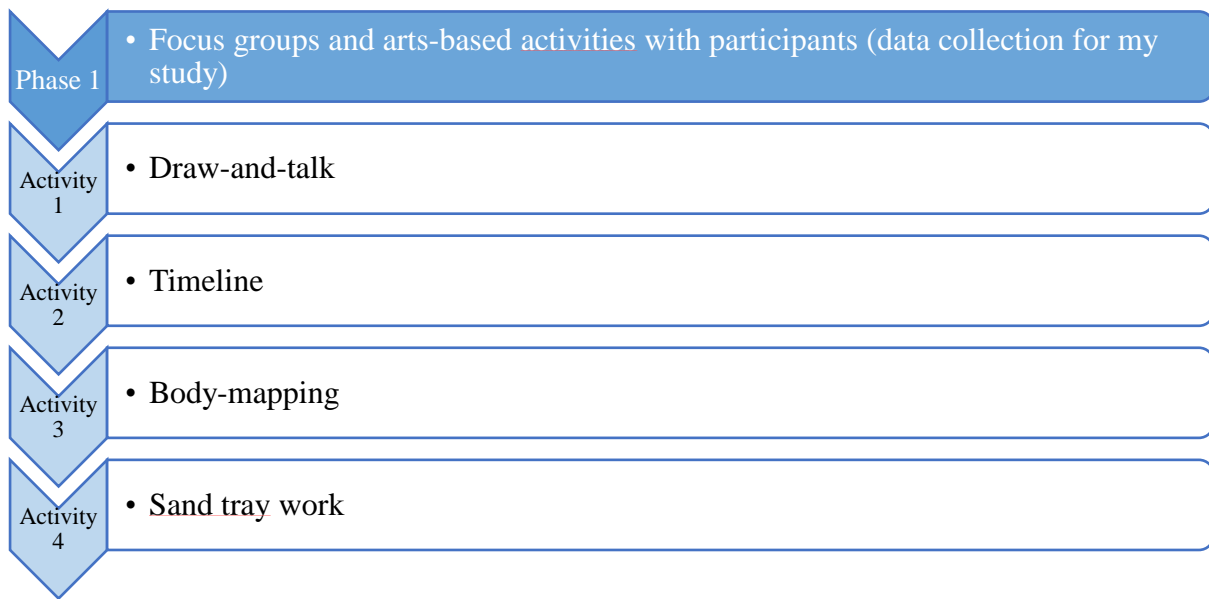 Phase 1
• Focus groups and arts-based activities with participants (data collection for my
study)
Activity
1
• Draw-and-talk
Activity
2
• Timeline
Activity
3
• Body-mapping
Activity
4
• Sand tray work